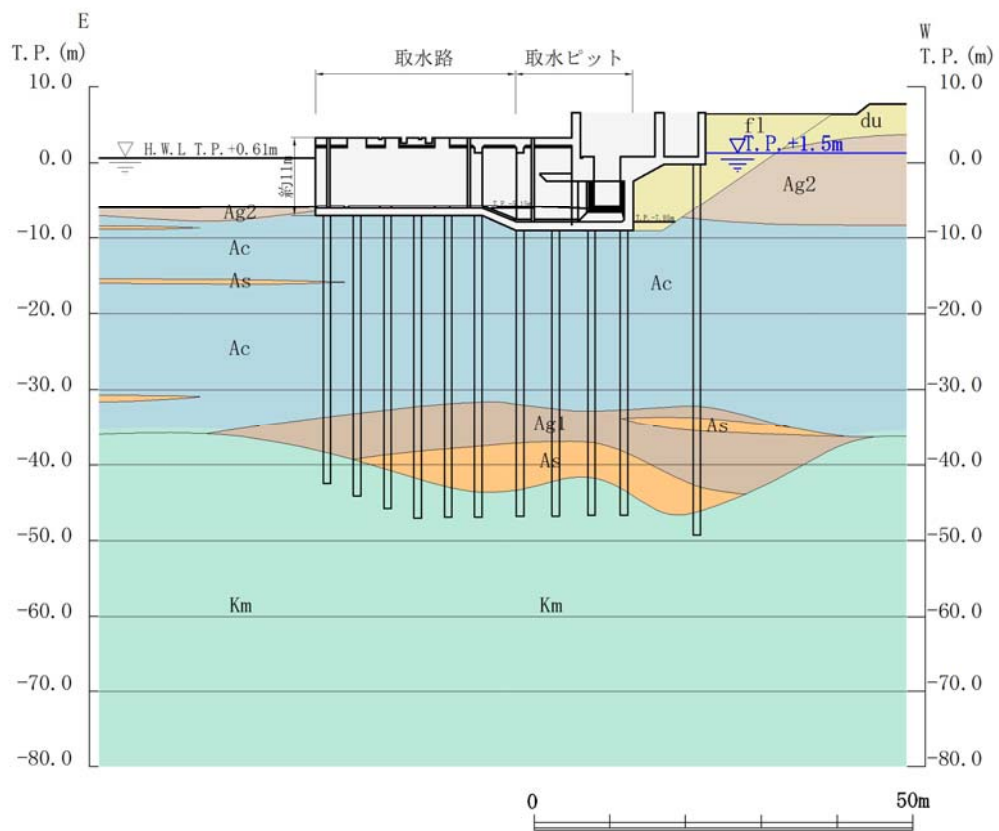 E
W
T.P.(m)
T.P.(m)
取水路
取水ピット
10.0
10.0
fl
du
H.W.L T.P.+0.61m
T.P.+1.5m
0.0
0.0
約11m
Ag2
Ag2
-10.0
-10.0
Ac
As
Ac
-20.0
-20.0
Ac
-30.0
-30.0
Ag1
As
As
-40.0
-40.0
-50.0
-50.0
Km
Km
-60.0
-60.0
-70.0
-70.0
-80.0
-80.0
0
50m